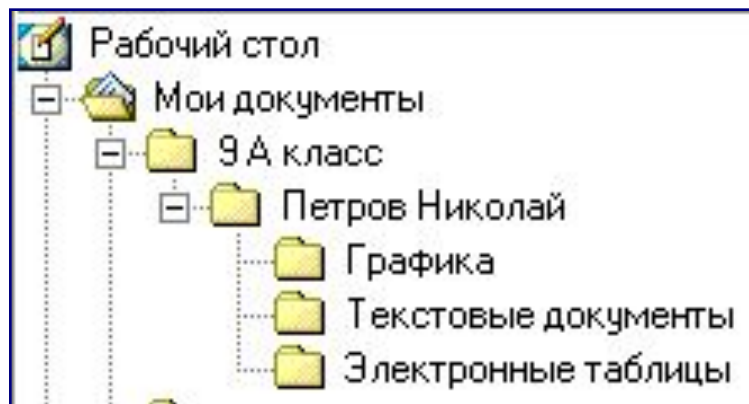 Рабочий стол
Мои документы
9 А класс
Петров Николай
Графика
Текстовые документы
Электронные таблицы